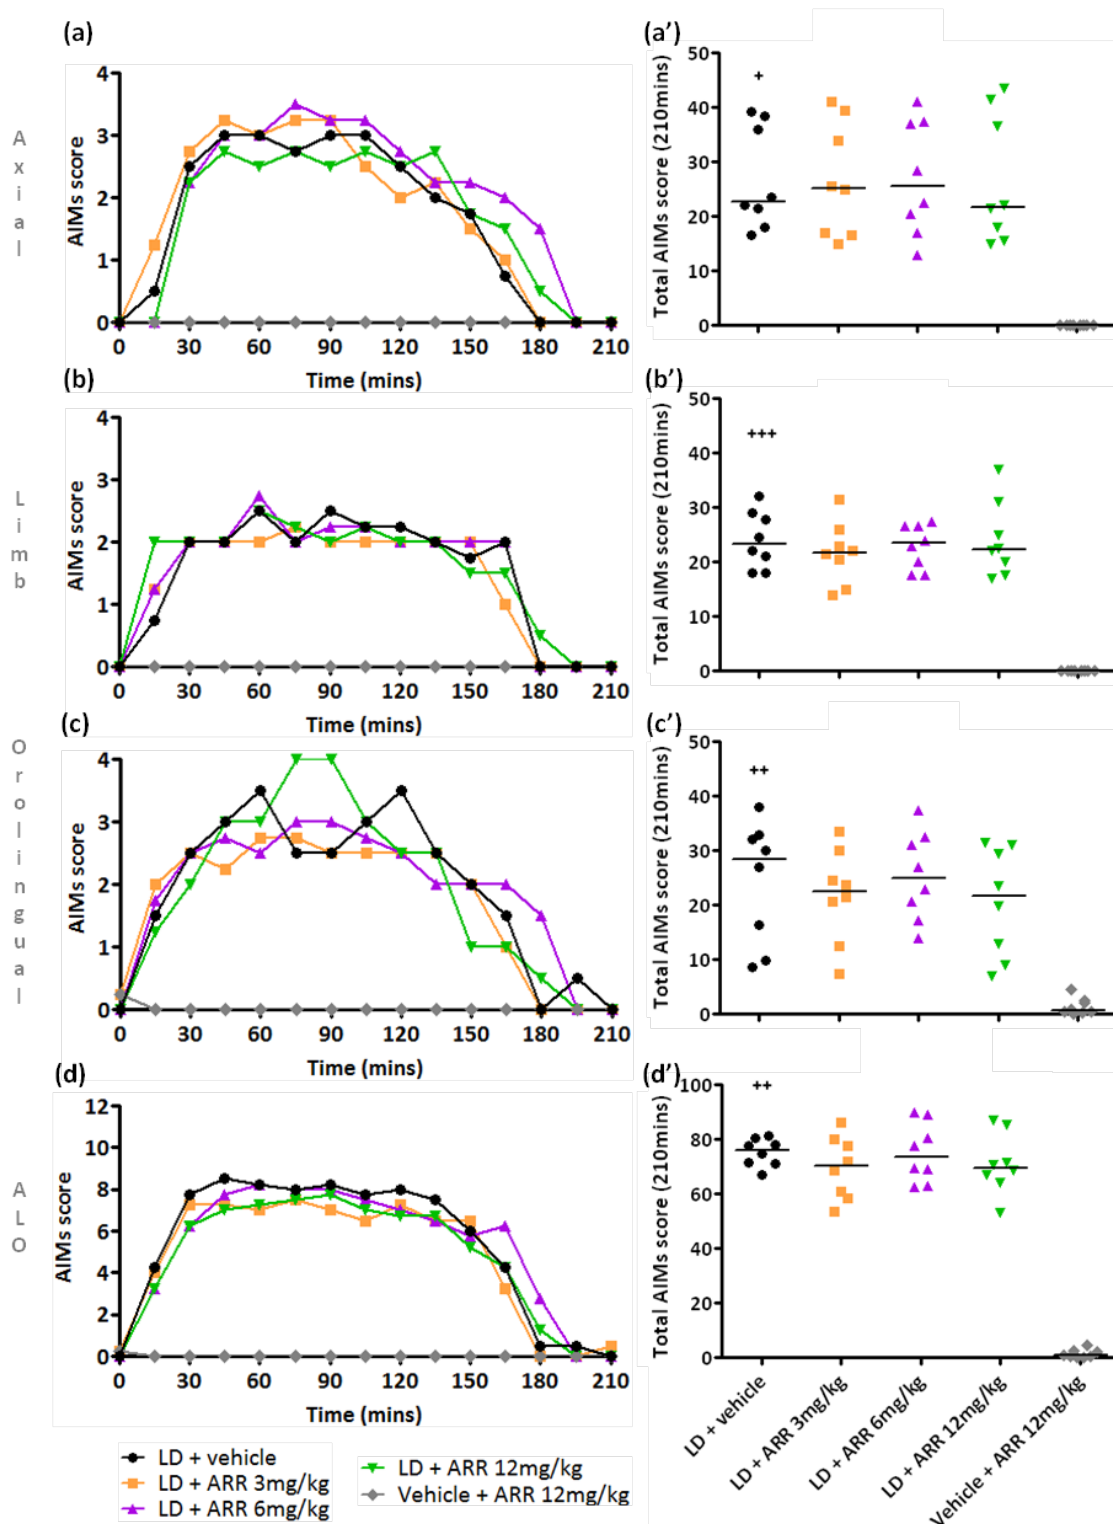 (a)
Axial
AIMs score
4
3
2
1
0
0 30 60 90 120 150 180 210
Time (mins)
(a')
Total AIMs score (210mins)
50
40
30
20
10
0
+
(b)
Limb
AIMs score
4
3
2
1
0
0 30 60 90 120 150 180 210
Time (mins)
(b')
Total AIMs score (210mins)
50
40
30
20
10
0
+++
(c)
Orolingual
AIMs score
4
3
2
1
0
0 30 60 90 120 150 180 210
Time (mins)
(c')
Total AIMs score (210mins)
50
40
30
20
10
0
++
(d)
ALO
AIMs score
12
10
8
6
4
2
0
0 30 60 90 120 150 180 210
Time (mins)
(d')
Total AIMs score (210mins)
100
80
60
40
20
0
++
LD + vehicle
LD + ARR 3mg/kg
LD + ARR 6mg/kg
LD + ARR 12mg/kg
Vehicle + ARR 12mg/kg
LD + vehicle
LD + ARR 3mg/kg
LD + ARR 6mg/kg
LD + ARR 12mg/kg
Vehicle + ARR 12mg/kg